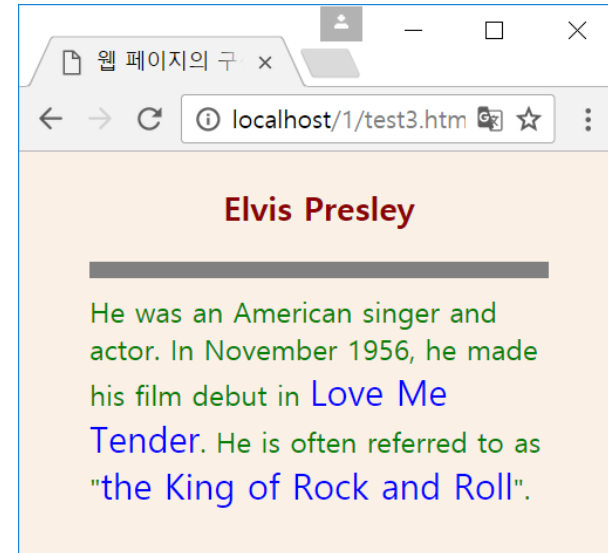 웹 페이지의 구
localhost/1/test3.htm
Elvis Presley
He was an American singer and
actor. In November 1956, he made
his film debut in Love Me
Tender. He is often referred to as
"the King of Rock and Roll".